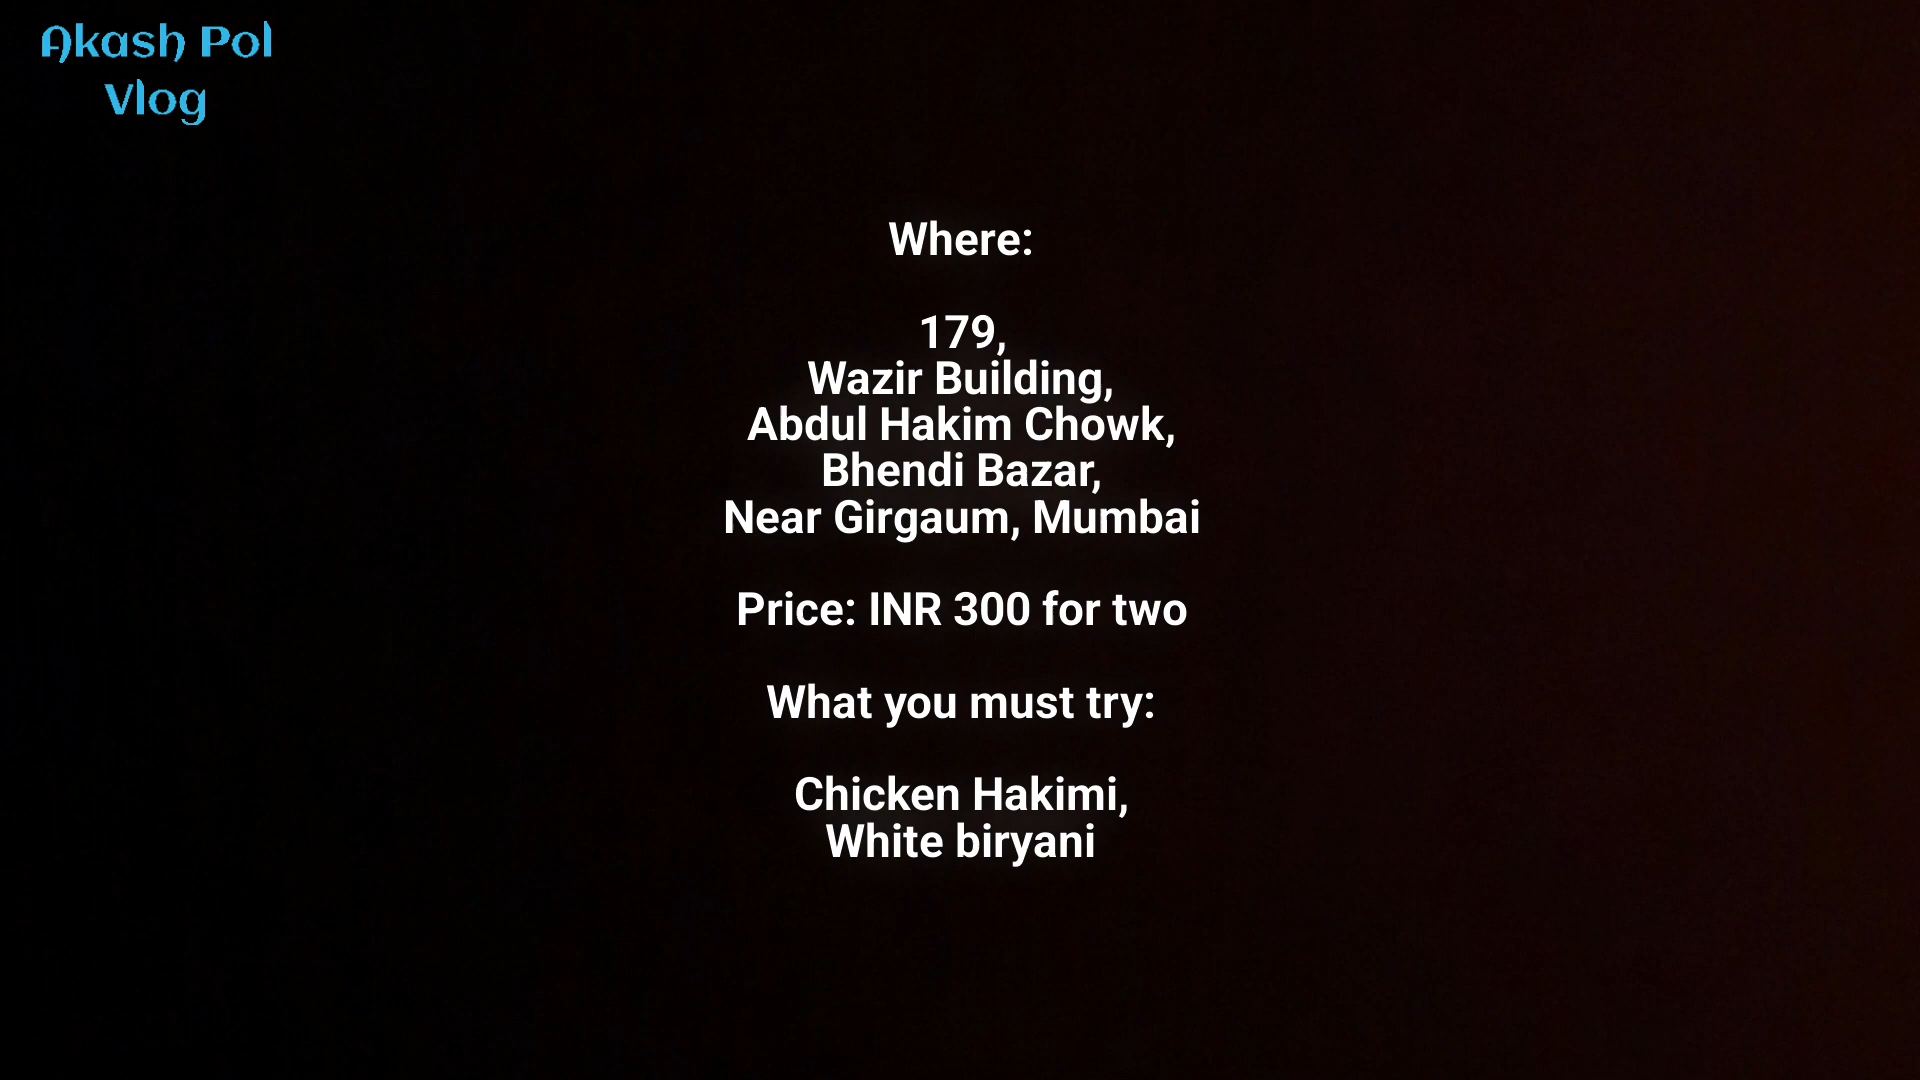 Akash Pol
Vlog
Where:
179,
Wazir Building,
Abdul Hakim Chowk,
Bhendi Bazar,
Near Girgaum, Mumbai
Price: INR 300 for two
What you must try:
Chicken Hakimi,
White biryani